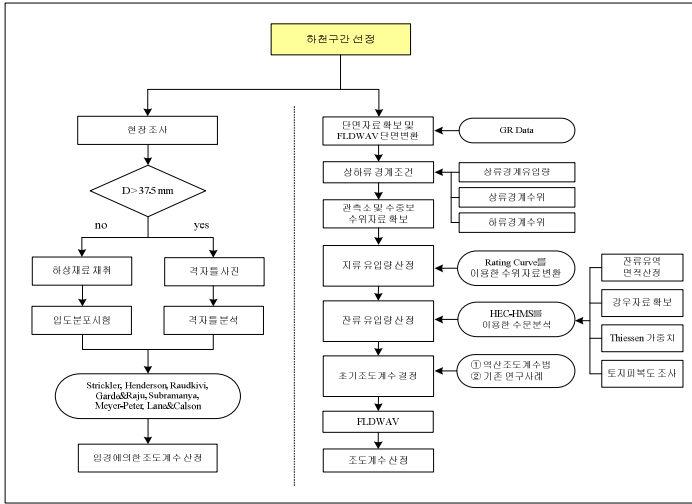 하천구간 선정
현장 조사
D > 37.5 mm
no
yes
하상재료 채취
격자틀 사진
입도분포시험
격자틀 분석
Strickler, Henderson, Raudkivi,
Garde&Raju, Subramanya,
Meyer-Peter, Lane&Calson
입경에의한 조도계수 산정
단면자료 확보 및
FLDWAV 단면변환
GR Data
상하류 경계조건
상류경계유입량
상류경계수위
하류경계수위
관측소 및 수중보
수위자료 확보
지류 유입량 산정
Rating Curve를
이용한 수위자료변환
잔류 유입량 산정
HEC-HMS를
이용한 수문분석
잔류유역
면적산정
강우자료 확보
Thiessen 가중치
토지피복도 조사
초기조도계수 결정
① 역산조도계수법
② 기존 연구사례
FLDWAV
조도계수 산정